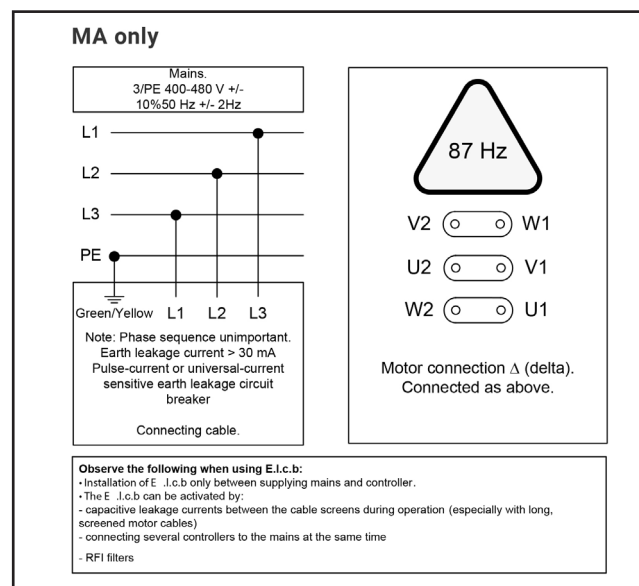 MA only
Mains.
3/PE 400-480 V +/-
10%50 Hz +/- 2Hz
L1
L2
L3
PE
Green/Yellow L1 L2 L3
Note: Phase sequence unimportant.
Earth leakage current > 30 mA
Pulse-current or universal-current
sensitive earth leakage circuit
breaker
Connecting cable.
87 Hz
V2 W1
U2 V1
W2 U1
Motor connection Δ (delta).
Connected as above.
Observe the following when using E.l.c.b:
• Installation of E .l.c.b only between supplying mains and controller.
• The E .l.c.b can be activated by:
- capacitive leakage currents between the cable screens during operation (especially with long,
screened motor cables)
- connecting several controllers to the mains at the same time
- RFI filters